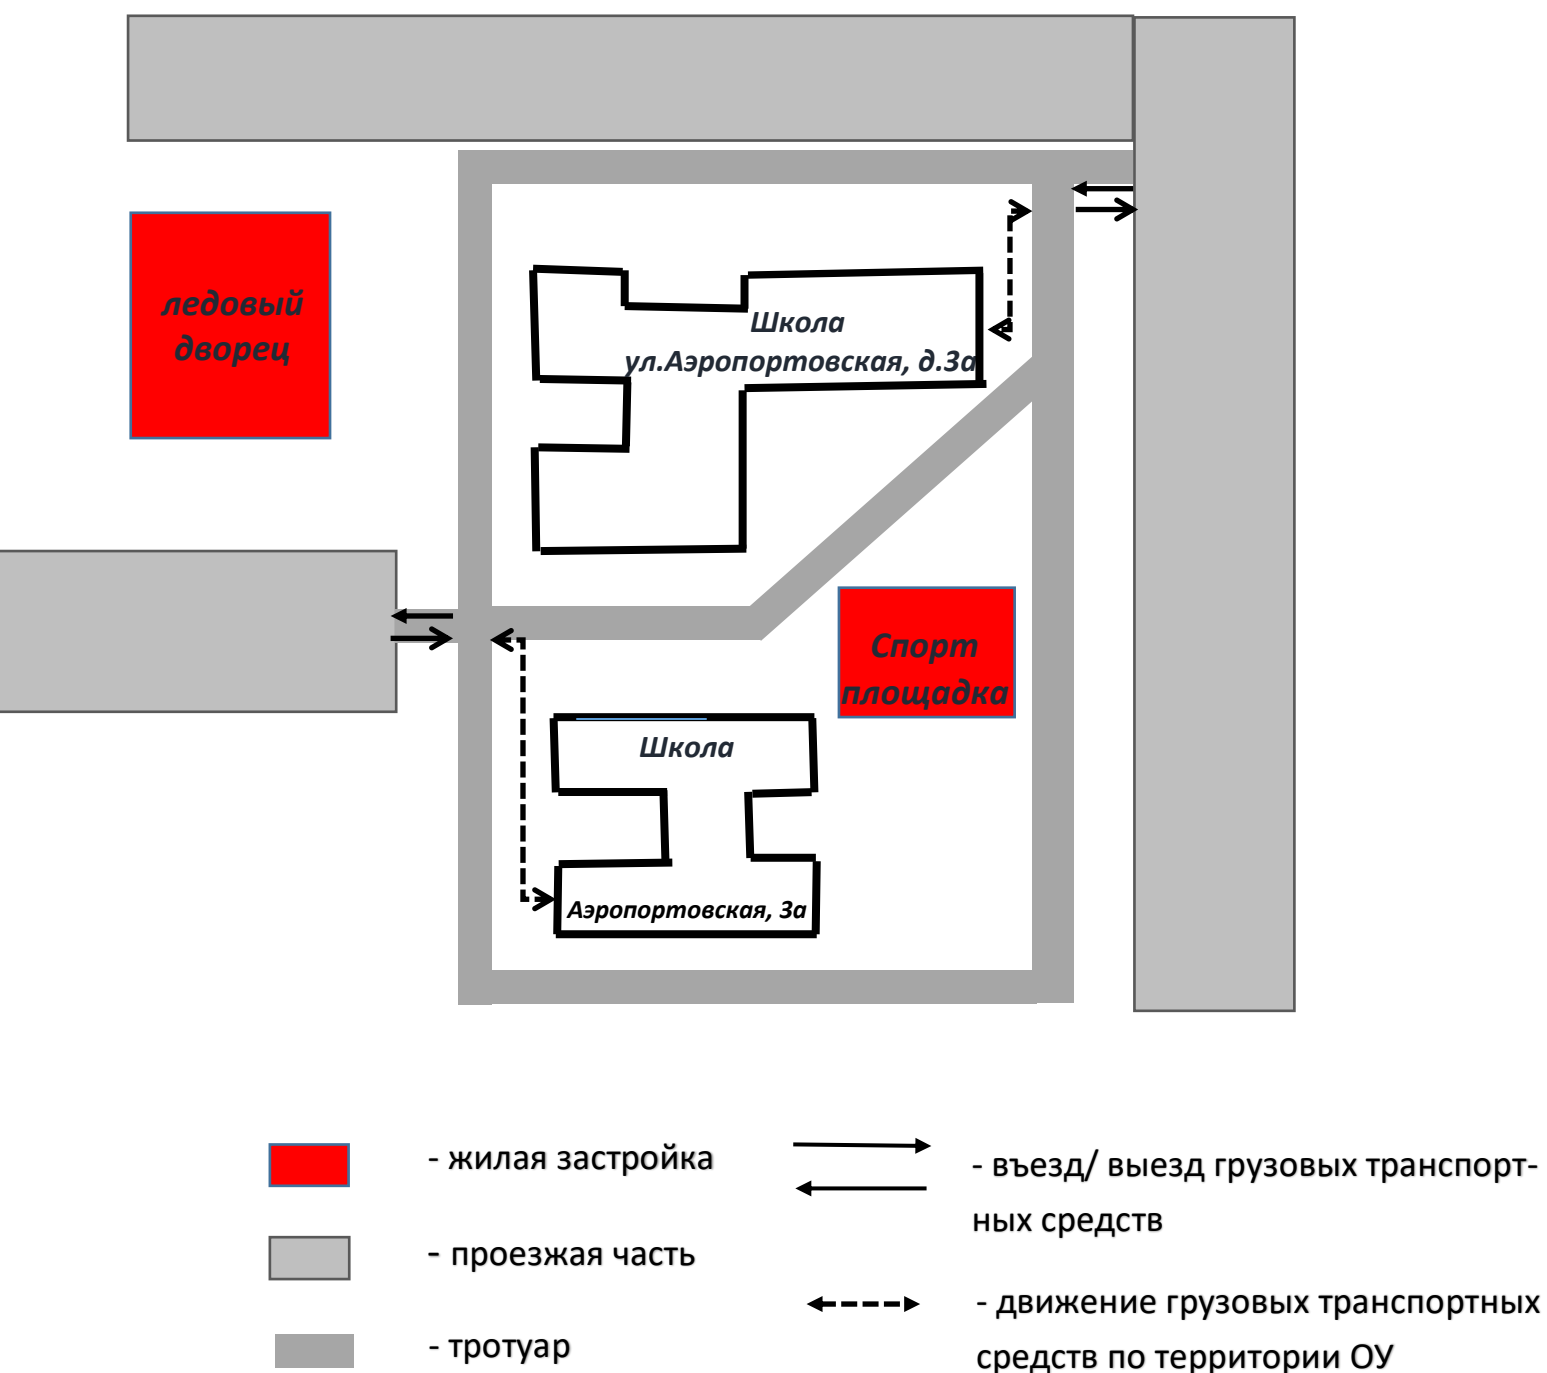 ледовый
дворец
Школа
ул.Аэропортовская, д.3а
Спорт
площадка
Школа
Аэропортовская, 3а
- жилая застройка
- проезжая часть
- тротуар
- въезд/ выезд грузовых транспорт-
ных средств
- движение грузовых транспортных
средств по территории ОУ